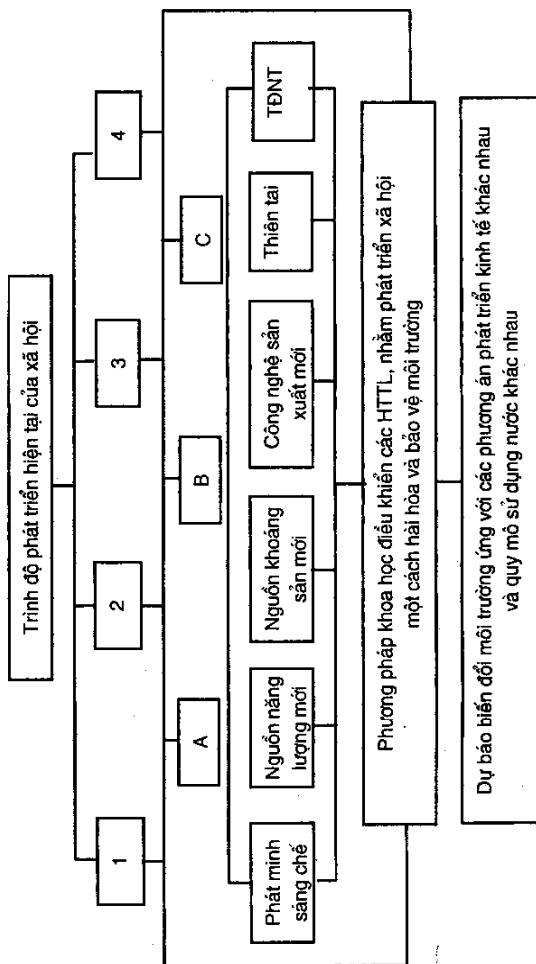 Trình độ phát triển hiện tại của xã hội
1
2
3
4
A
B
C
Phát minh
sáng chế
Nguồn năng
lượng mới
Nguồn khoáng
sản mới
Công nghệ sản
xuất mới
Thiên tai
TĐNT
Phương pháp khoa học điều khiển các HTTL, nhằm phát triển xã hội
một cách hài hòa và bảo vệ môi trường
Dự báo biến đổi môi trường ứng với các phương án phát triển kinh tế khác nhau
và quy mô sử dụng nước khác nhau